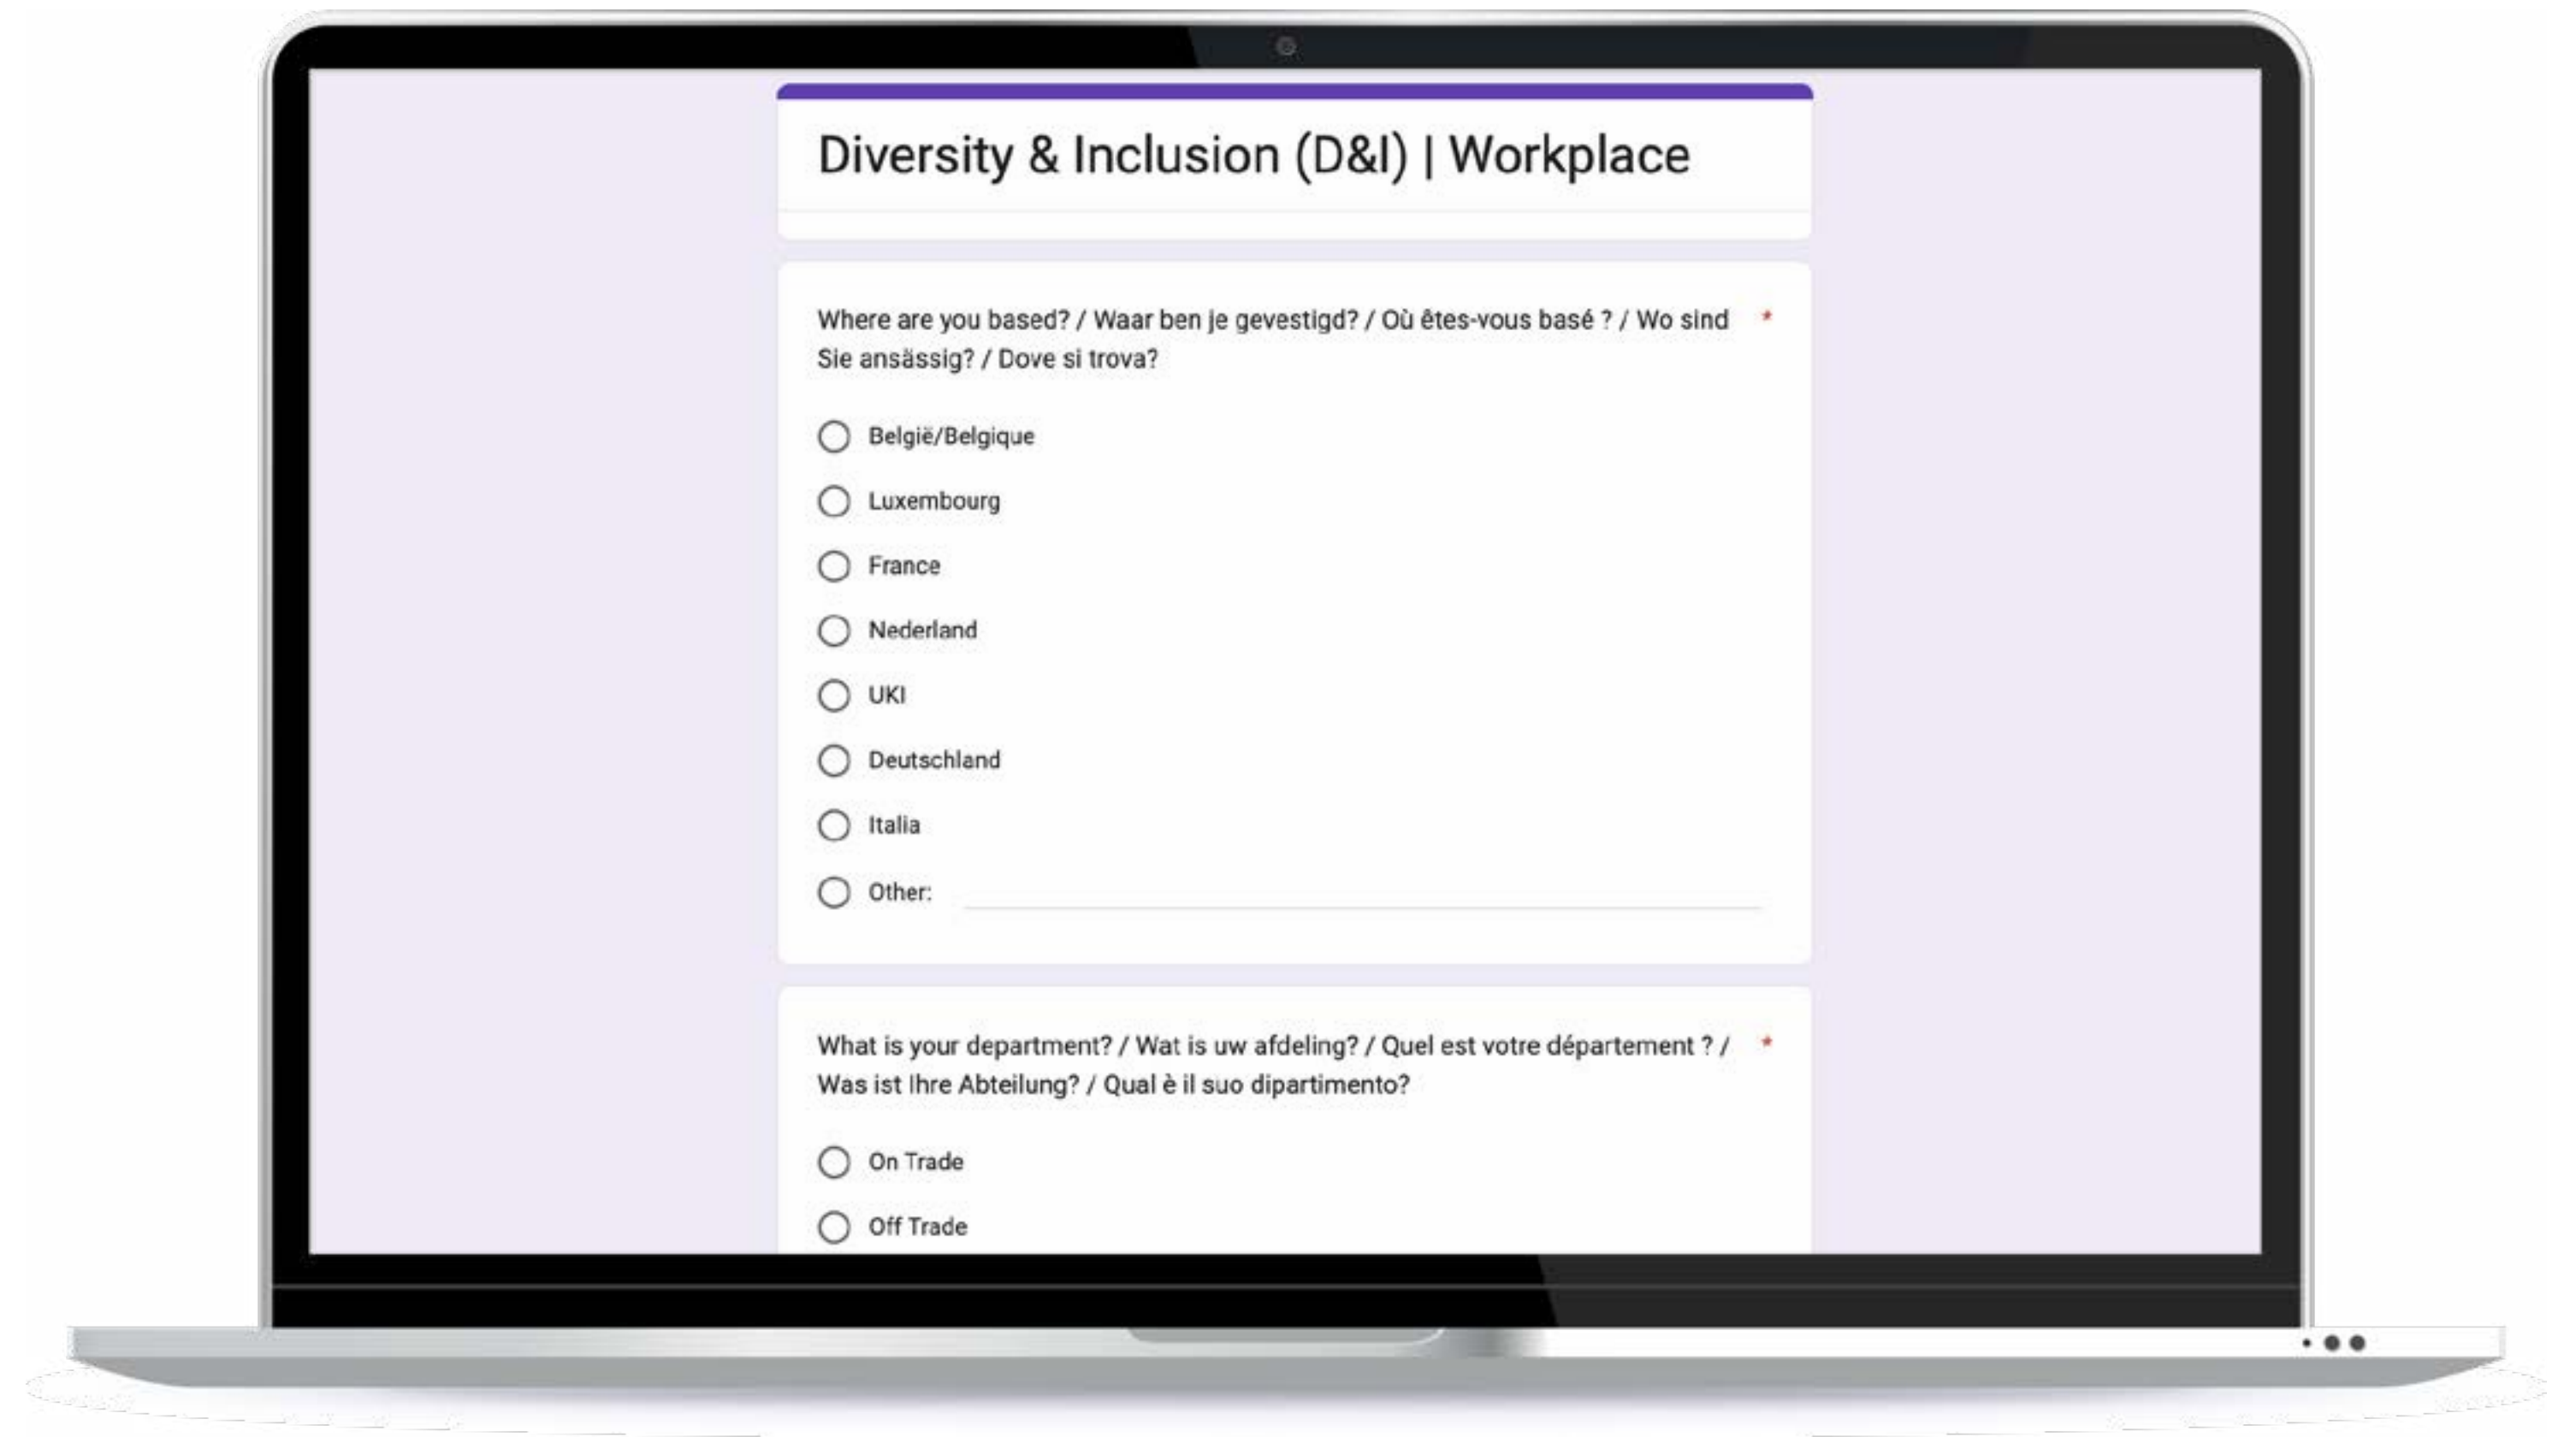 Diversity & Inclusion (D&I) | Workplace
Where are you based? / Waar ben je gevestigd? / Où êtes-vous basé ? / Wo sind *
Sie ansässig? / Dove si trova?
België/Belgique
Luxembourg
France
Nederland
UKI
Deutschland
Italia
Other:
What is your department? / Wat is uw afdeling? / Quel est votre département ? / *
Was ist Ihre Abteilung? / Qual è il suo dipartimento?
On Trade
Off Trade